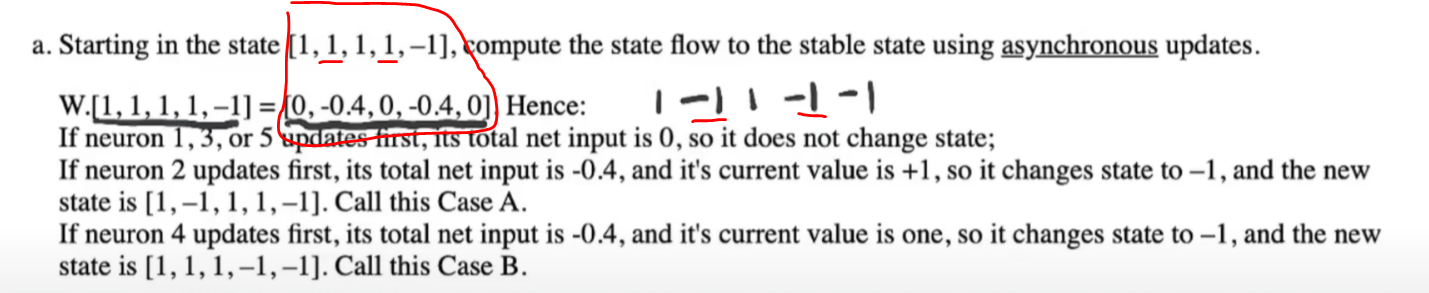 a. Starting in the state [1, 1, 1, 1, –1], compute the state flow to the stable state using asynchronous updates.
W.[1, 1, 1, 1, –1] = [0, -0.4, 0, -0.4, 0] Hence: 1 –1 1 –1 –1
If neuron 1, 3, or 5 updates first, its total net input is 0, so it does not change state;
If neuron 2 updates first, its total net input is -0.4, and it's current value is +1, so it changes state to –1, and the new
state is [1, –1, 1, 1, –1]. Call this Case A.
If neuron 4 updates first, its total net input is -0.4, and it's current value is one, so it changes state to –1, and the new
state is [1, 1, 1, –1, –1]. Call this Case B.